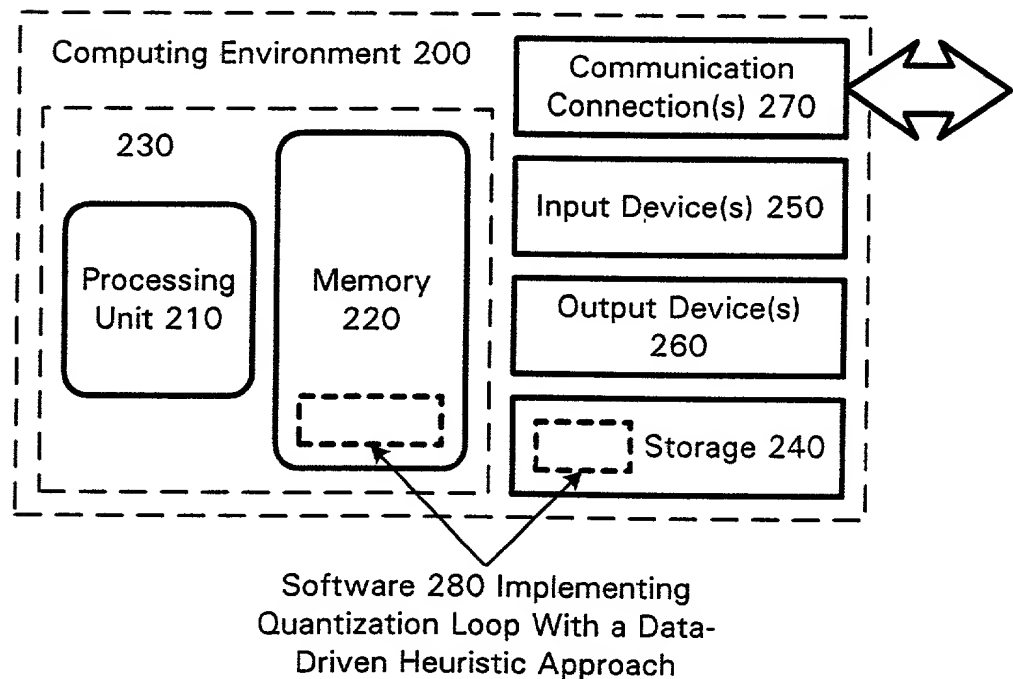 Computing Environment 200
Communication
Connection(s) 270
230
Input Device(s) 250
Processing
Unit 210
Memory
220
Output Device(s)
260
Storage 240
Software 280 Implementing
Quantization Loop With a Data-
Driven Heuristic Approach